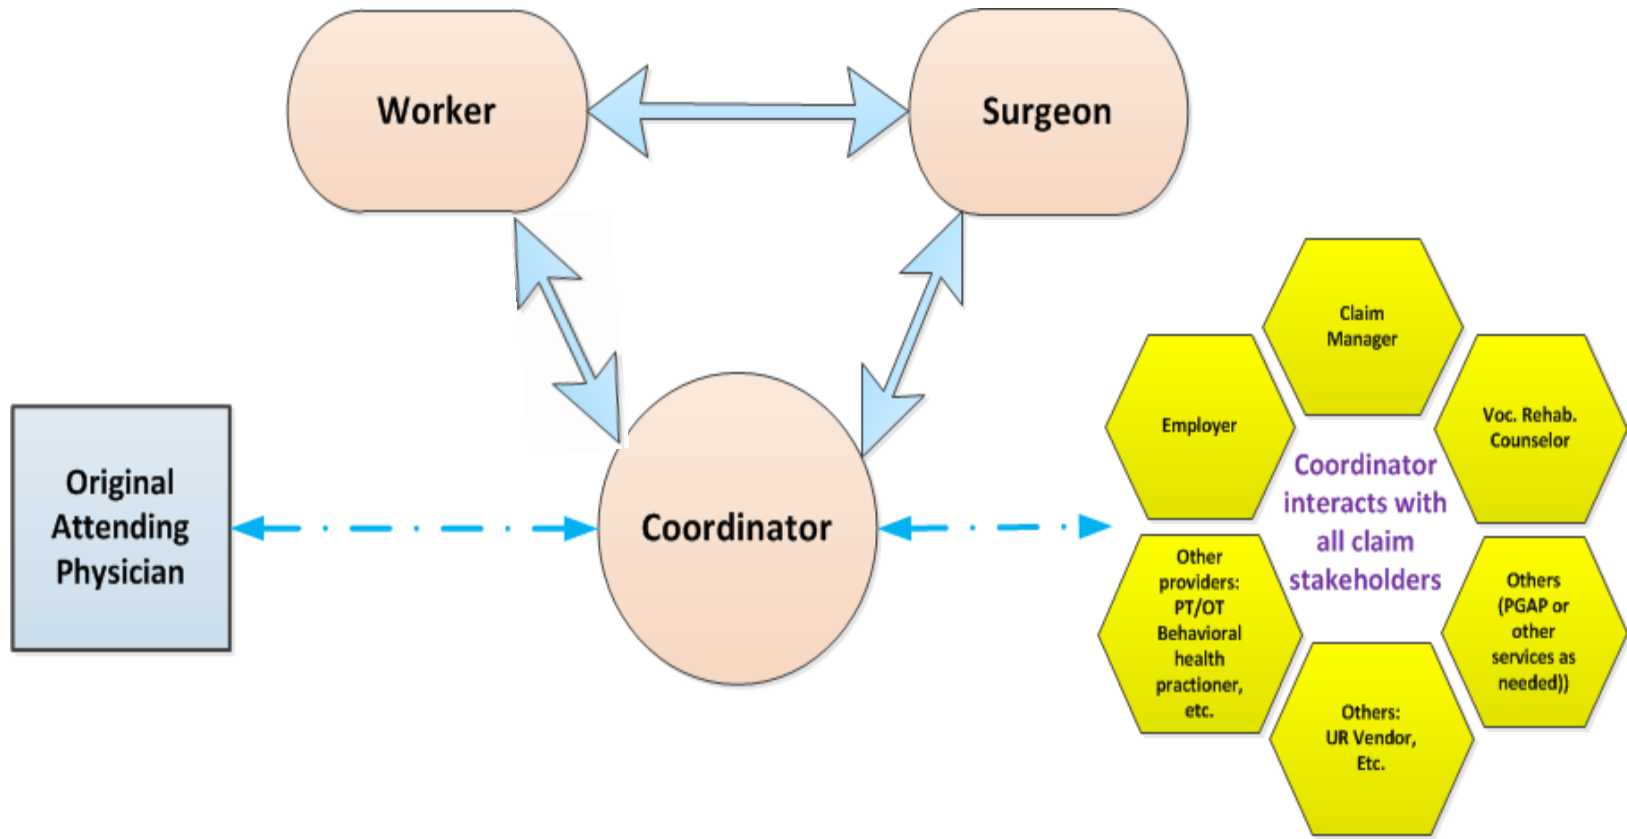 Worker
Surgeon
Claim
Manager
Employer
Voc. Rehab.
Counselor
Coordinator
interacts with
all claim
stakeholders
Original
Attending
Physician
Coordinator
Other
providers:
PT/OT
Behavioral
health
practioner,
etc.
Others
(PGAP or
other
services as
needed))
Others:
UR Vendor,
Etc.